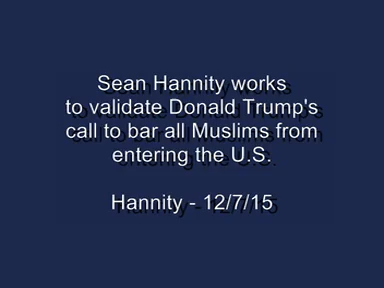 Sean Hannity works
to validate Donald Trump's
call to bar all Muslims from
entering the U.S.
Hannity - 12/7/15